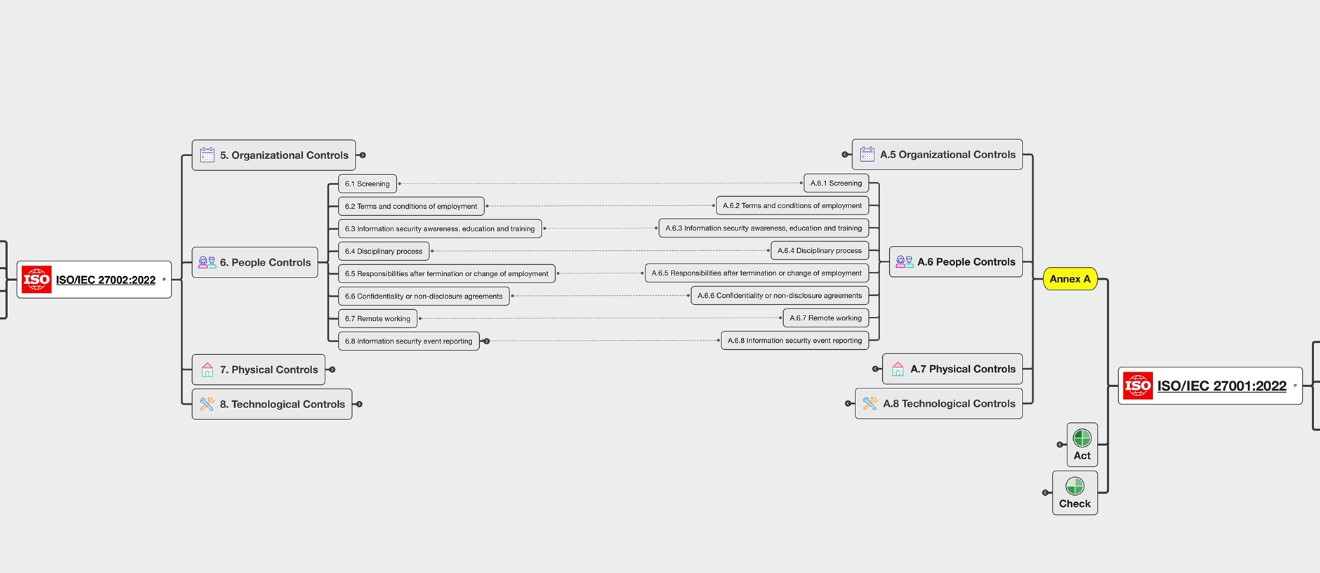 ISO
ISO/IEC 27002:2022
5. Organizational Controls
6. People Controls
6.1 Screening
6.2 Terms and conditions of employment
6.3 Information security awareness, education and training
6.4 Disciplinary process
6.5 Responsibilities after termination or change of employment
6.6 Confidentiality or non-disclosure agreements
6.7 Remote working
6.8 Information security event reporting
7. Physical Controls
8. Technological Controls
A.5 Organizational Controls
A.6.1 Screening
A.6.2 Terms and conditions of employment
A.6.3 Information security awareness, education and training
A.6.4 Disciplinary process
A.6.5 Responsibilities after termination or change of employment
A.6.6 Confidentiality or non-disclosure agreements
A.6.7 Remote working
A.6.8 Information security event reporting
A.6 People Controls
A.7 Physical Controls
A.8 Technological Controls
Annex A
ISO
ISO/IEC 27001:2022
Act
Check